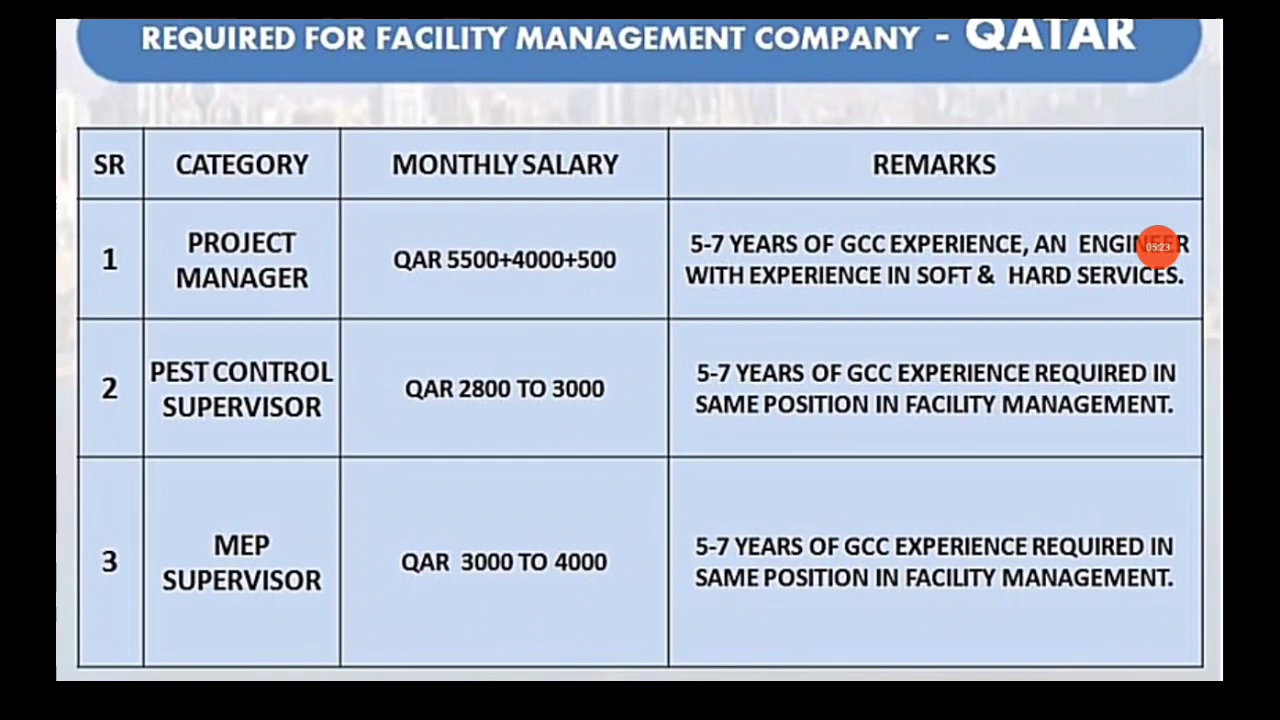 REQUIRED FOR FACILITY MANAGEMENT COMPANY - QATAR
SR CATEGORY MONTHLY SALARY REMARKS
1 PROJECT MANAGER QAR 5500+4000+500 5-7 YEARS OF GCC EXPERIENCE, AN ENGINEER WITH EXPERIENCE IN SOFT & HARD SERVICES.
05:23
2 PEST CONTROL SUPERVISOR QAR 2800 TO 3000 5-7 YEARS OF GCC EXPERIENCE REQUIRED IN SAME POSITION IN FACILITY MANAGEMENT.
3 MEP SUPERVISOR QAR 3000 TO 4000 5-7 YEARS OF GCC EXPERIENCE REQUIRED IN SAME POSITION IN FACILITY MANAGEMENT.